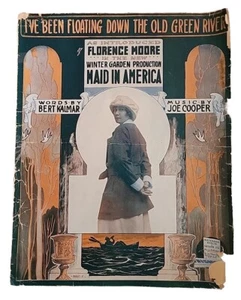 I'VE BEEN FLOATING DOWN THE OLD GREEN RIVER
AS INTRODUCED
BY FLORENCE MOORE
IN THE NEW
WINTER GARDEN PRODUCTION
MAID IN AMERICA
WORDS BY
BERT KALMAR
MUSIC BY
JOE COOPER